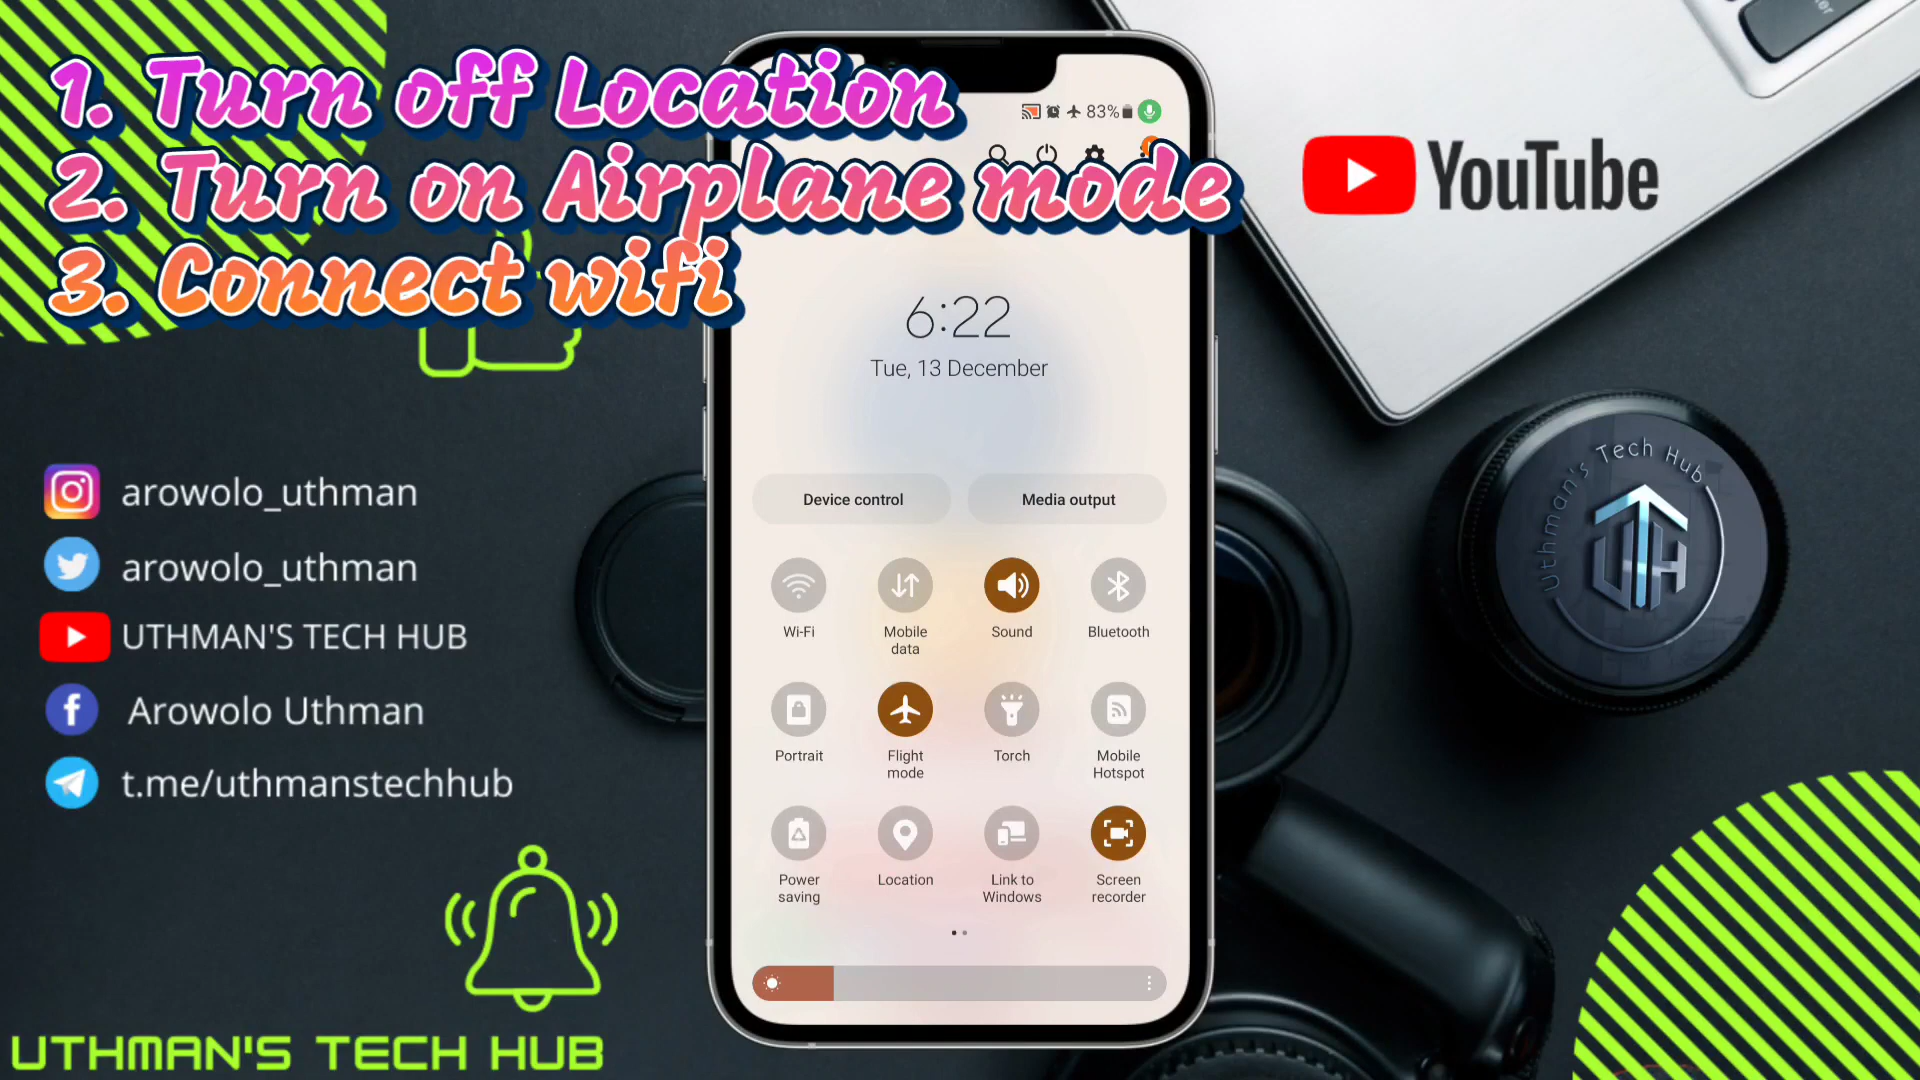 1. Turn off Location
2. Turn on Airplane mode
3. Connect wifi
83%
YouTube
6:22
Tue, 13 December
Device control
Media output
Wi-Fi
Mobile data
Sound
Bluetooth
Portrait
Flight mode
Torch
Mobile Hotspot
Power saving
Location
Link to Windows
Screen recorder
arowolo_uthman
arowolo_uthman
UTHMAN'S TECH HUB
Arowolo Uthman
t.me/uthmanstechhub
UTHMAN'S TECH HUB
Uthman's Tech Hub
UTH